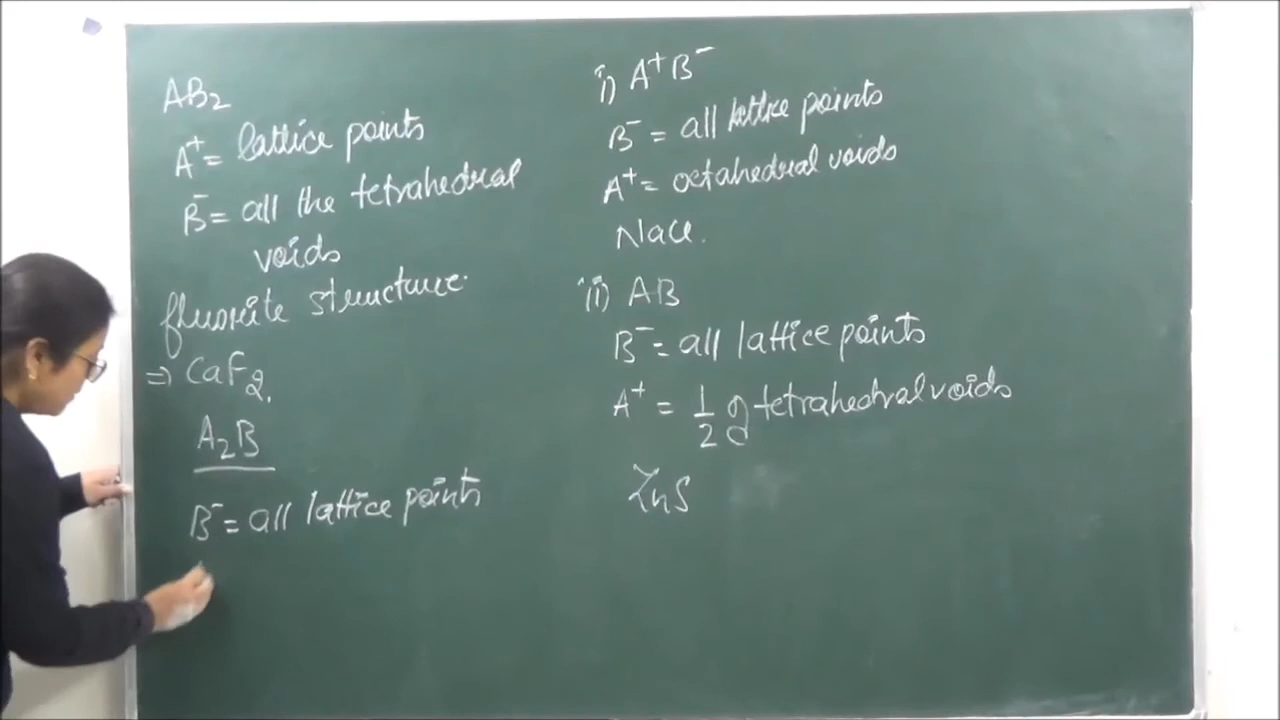 AB2
A+ = lattice points
B- = all the tetrahedral
voids
fluorite structure.
⇒ CaF2.
A2B
B- = all lattice points
i) A+ B-
B- = all lattice points
A+ = octahedral voids
NaCl.
ii) AB
B- = all lattice points
A+ = 1/2 of tetrahedral voids
ZnS